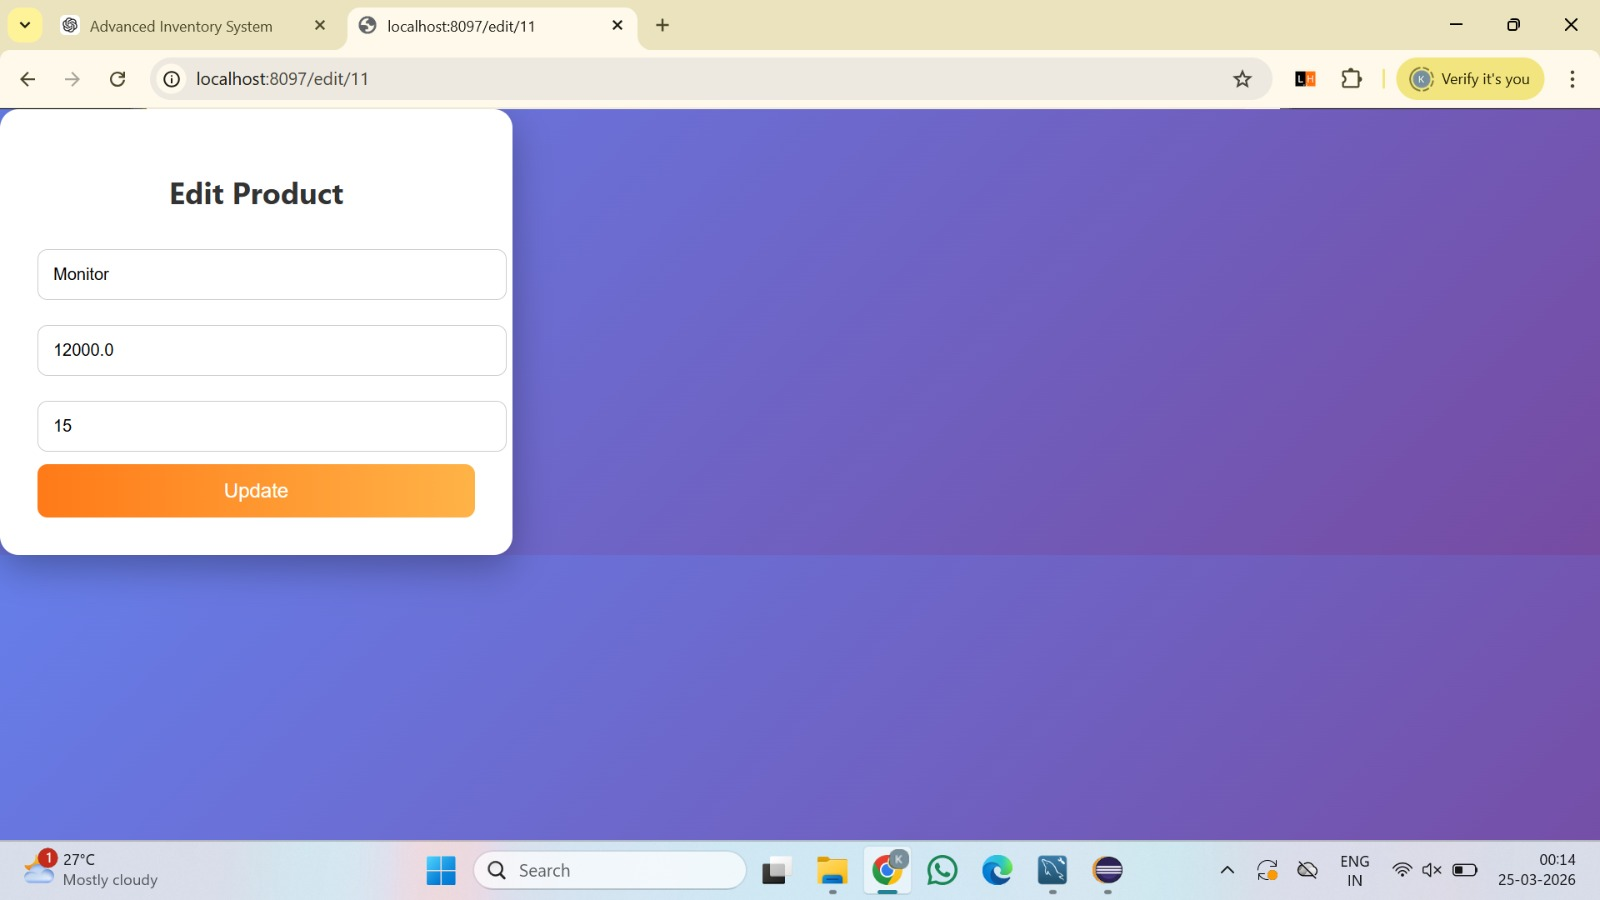 Advanced Inventory System
localhost:8097/edit/11
localhost:8097/edit/11
K
Verify it's you
Edit Product
Monitor
12000.0
15
Update
1
27°C
Mostly cloudy
Search
K
ENG
IN
00:14
25-03-2026